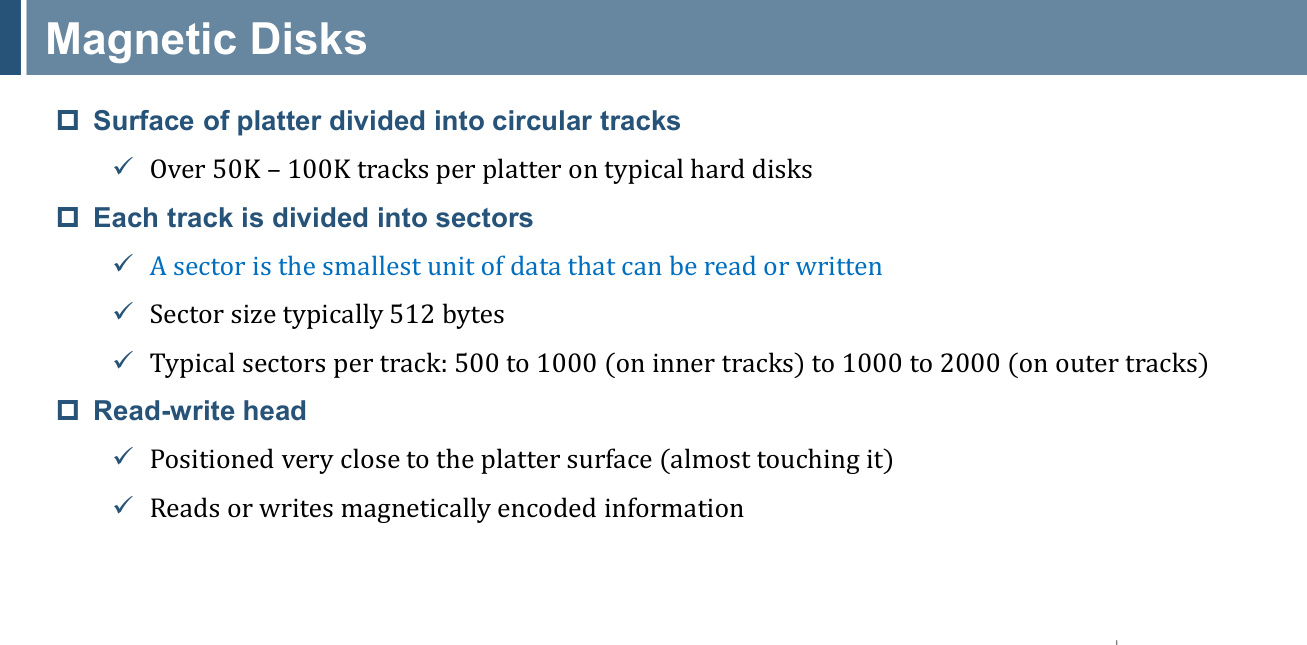 Magnetic Disks
Surface of platter divided into circular tracks
Over 50K – 100K tracks per platter on typical hard disks
Each track is divided into sectors
A sector is the smallest unit of data that can be read or written
Sector size typically 512 bytes
Typical sectors per track: 500 to 1000 (on inner tracks) to 1000 to 2000 (on outer tracks)
Read-write head
Positioned very close to the platter surface (almost touching it)
Reads or writes magnetically encoded information